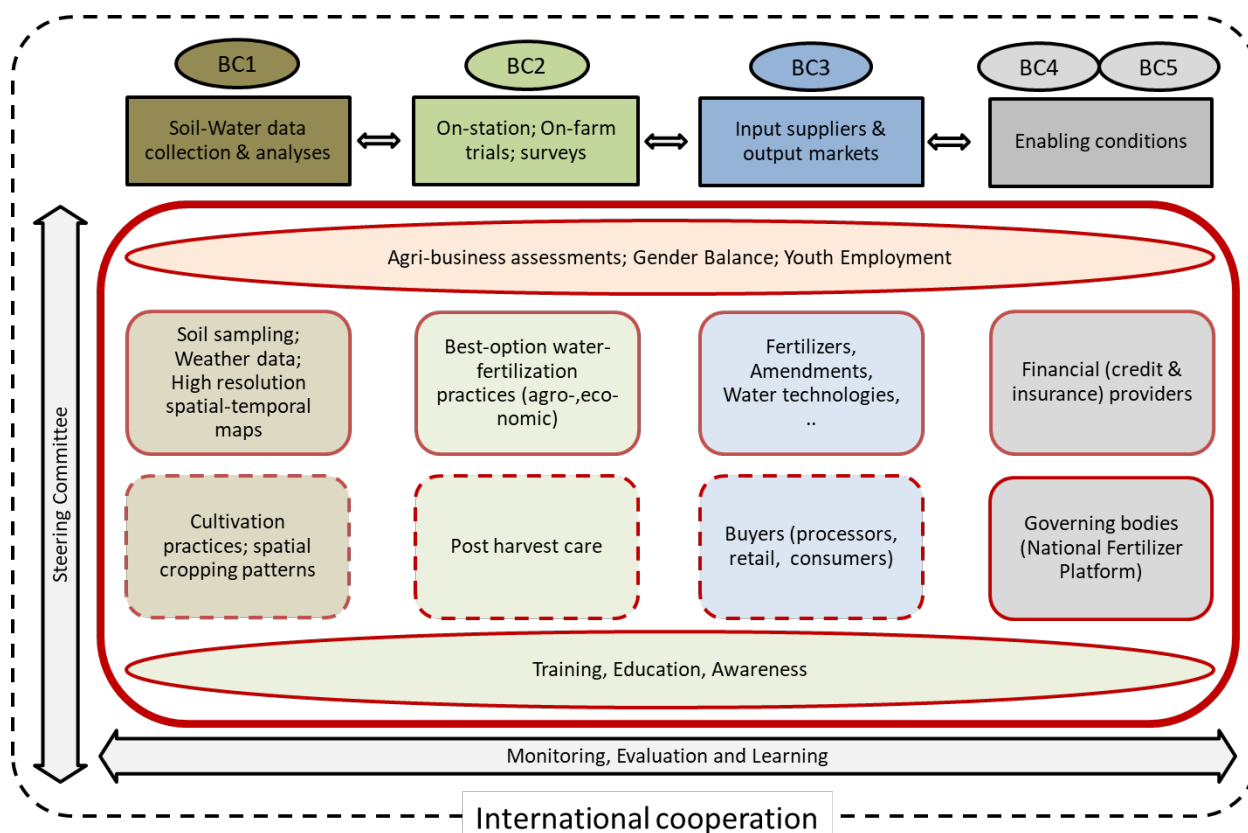 BC1
BC2
BC3
BC4
BC5
Soil-Water data
collection & analyses
On-station; On-farm
trials; surveys
Input suppliers &
output markets
Enabling conditions
Steering Committee
Agri-business assessments; Gender Balance; Youth Employment
Soil sampling;
Weather data;
High resolution
spatial-temporal
maps
Best-option water-
fertilization
practices (agro-,eco-
nomic)
Fertilizers,
Amendments,
Water technologies,
..
Financial (credit &
insurance) providers
Cultivation
practices; spatial
cropping patterns
Post harvest care
Buyers (processors,
retail, consumers)
Governing bodies
(National Fertilizer
Platform)
Training, Education, Awareness
Monitoring, Evaluation and Learning
International cooperation